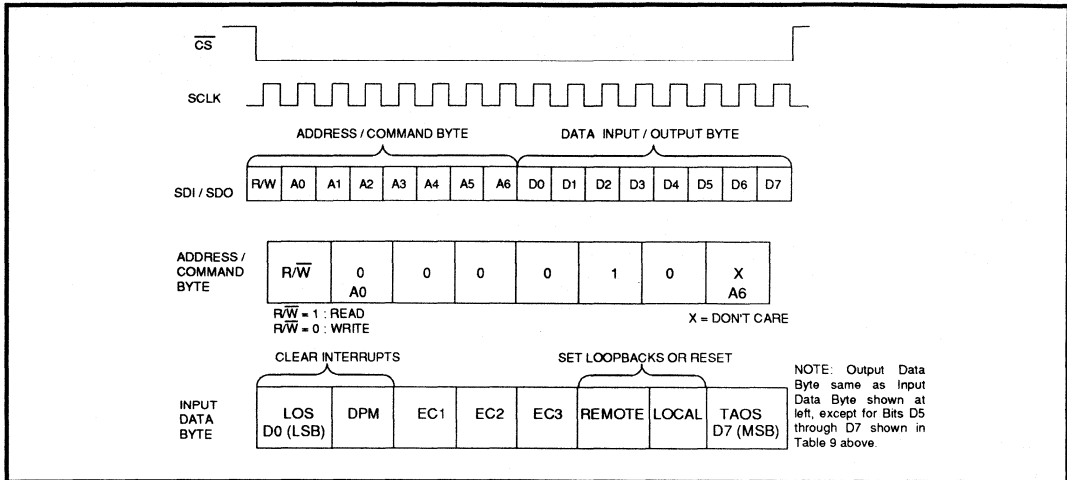 CS
SCLK
ADDRESS / COMMAND BYTE DATA INPUT / OUTPUT BYTE
SDI / SDO R/W A0 A1 A2 A3 A4 A5 A6 D0 D1 D2 D3 D4 D5 D6 D7
ADDRESS /
COMMAND
BYTE
R/W 0 0 0 0 1 0 X
A0 A6
R/W = 1 : READ
R/W = 0 : WRITE
X = DON'T CARE
CLEAR INTERRUPTS SET LOOPBACKS OR RESET
INPUT
DATA
BYTE
LOS DPM EC1 EC2 EC3 REMOTE LOCAL TAOS
D0 (LSB) D7 (MSB)
NOTE: Output Data
Byte same as Input
Data Byte shown at
left, except for Bits D5
through D7 shown in
Table 9 above.